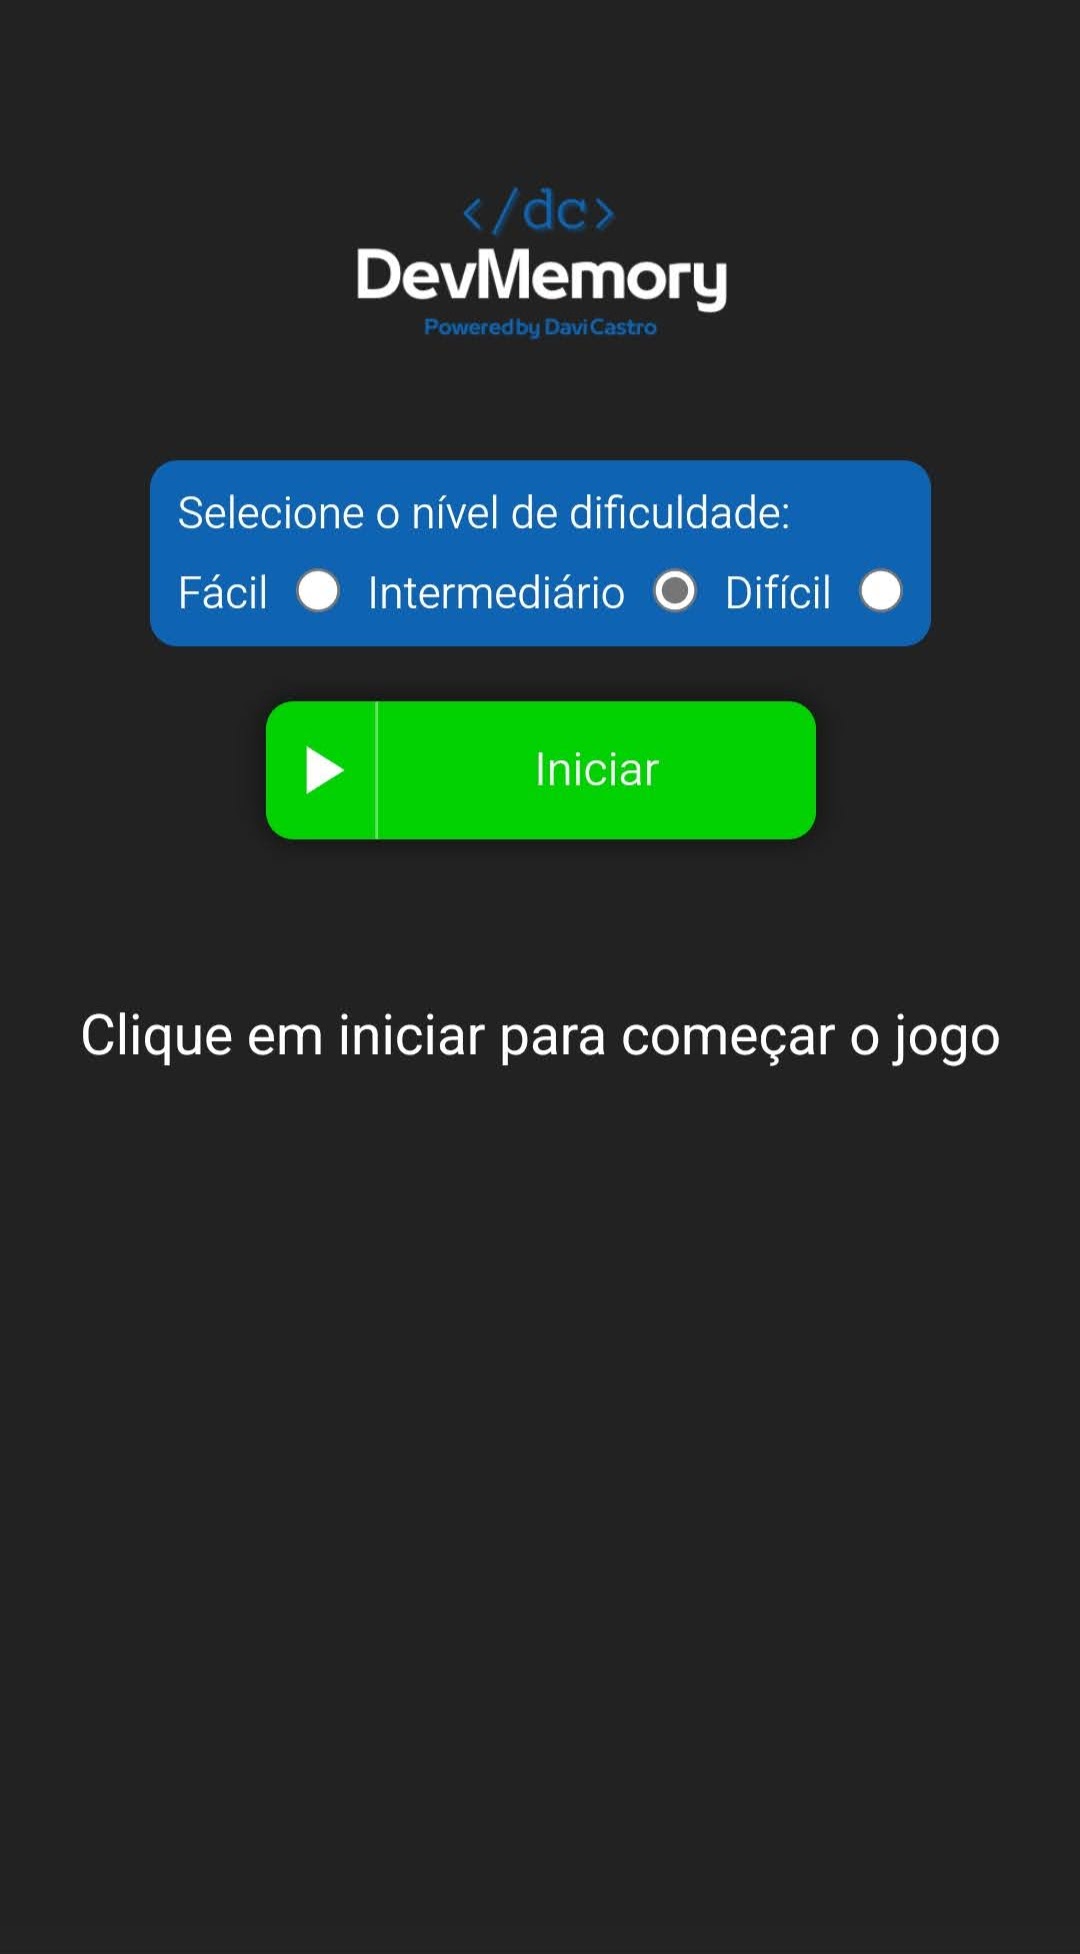 </dc>
DevMemory
Powered by Davi Castro
Selecione o nível de dificuldade:
Fácil Intermediário Difícil
Iniciar
Clique em iniciar para começar o jogo